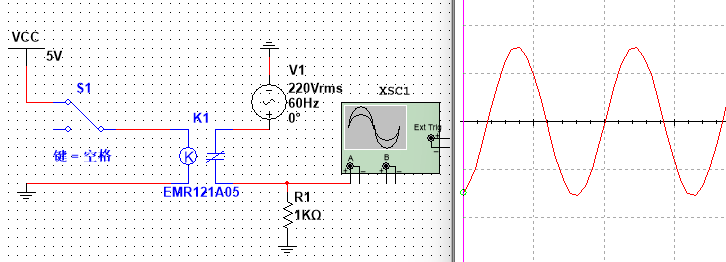 VCC
5V
S1
键 = 空格
K1
K
EMR121A05
V1
220Vrms
60Hz
0°
R1
1KΩ
XSC1
Ext Trig
A
B